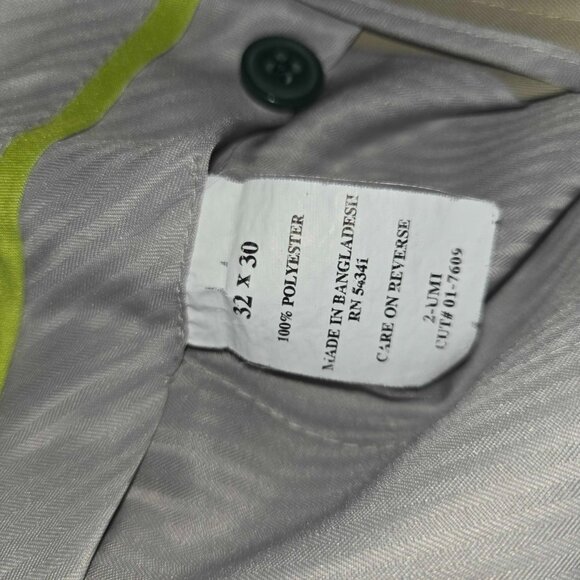 32 x 30
100% POLYESTER
MADE IN BANGLADESH
RN 54341
CARE ON REVERSE
2-UMI
CUT# 01-7609